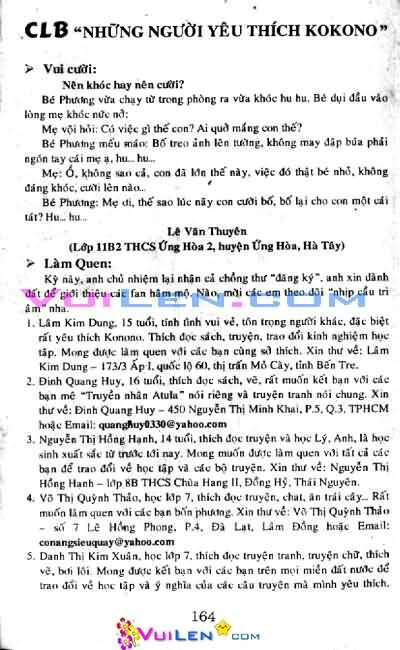 CLB “NHỮNG NGƯỜI YÊU THÍCH KOKONO”
➢ Vui cười:
Nên khóc hay nên cười?
Bé Phương vừa chạy từ trong phòng ra vừa khóc hu hu. Bé dụi đầu vào
lòng mẹ khóc nức nở:
Mẹ vội hỏi: Có việc gì thế con? Ai quở mắng con thế?
Bé Phương mếu máo: Bố treo ảnh lên tường, không may đập búa phải
ngón tay cái mẹ ạ, hu... hu...
Mẹ: Ồ, không sao cả, con đã lớn thế này, việc đó thật bé nhỏ, không
đáng khóc, cười lên nào...
Bé Phương: Mẹ ơi, thế sao lúc nãy con cười bố, bố lại cho con một cái
tát? Hu... hu...
Lê Văn Thuyên
(Lớp 11B2 THCS Ứng Hòa 2, huyện Ứng Hòa, Hà Tây)
➢ Làm Quen:
Kỳ này, anh chủ nhiệm lại nhận cả chồng thư “đăng ký”. anh xin dành
đất để giới thiệu các fan hâm mộ. Nào, mời các em theo dõi “nhịp cầu tri
âm” nha.
VUILEN.COM
1. Lâm Kim Dung, 15 tuổi, tính tình vui vẻ, tôn trọng người khác, đặc biệt
rất yêu thích Konono. Thích đọc sách, truyện, trao đổi kinh nghiệm học
tập. Mong được làm quen với các bạn cùng sở thích. Xin thư về: Lâm
Kim Dung – 173/3 Ấp I, quốc lộ 60, thị trấn Mỏ Cày, tỉnh Bến Tre.
2. Đinh Quang Huy, 16 tuổi, thích đọc sách, vẽ, rất muốn kết bạn với các
bạn mê “Truyền nhân Atula” nói riêng và truyện tranh nói chung. Xin
thư về: Đinh Quang Huy – 450 Nguyễn Thị Minh Khai, P.5, Q.3, TPHCM
hoặc Email: quanghuy0330@yahoo.com
3. Nguyễn Thị Hồng Hạnh, 14 tuổi, thích đọc truyện và học Lý, Anh, là học
sinh xuất sắc từ trước tới nay. Mong muốn được làm quen với tất cả các
bạn để trao đổi về học tập và các bộ truyện. Xin thư về: Nguyễn Thị
Hồng Hạnh – lớp 8B THCS Chùa Hang II, Đồng Hỷ, Thái Nguyên.
4. Võ Thị Quỳnh Thảo, học lớp 7, thích đọc truyện, chat, ăn trái cây... Rất
muốn làm quen với các bạn bốn phương. Xin thư về: Võ Thị Quỳnh Thảo
– số 7 Lê Hồng Phong, P.4, Đà Lạt, Lâm Đồng hoặc Email:
conangsieuquay@yahoo.com
5. Danh Thị Kim Xuân, học lớp 7, thích đọc truyện tranh, truyện chữ, thích
vẽ, bơi lội. Mong được kết bạn với các bạn trên mọi miền đất nước để
trao đổi về học tập và ý nghĩa của các câu truyện mà mình yêu thích.
164
VUILEN.COM